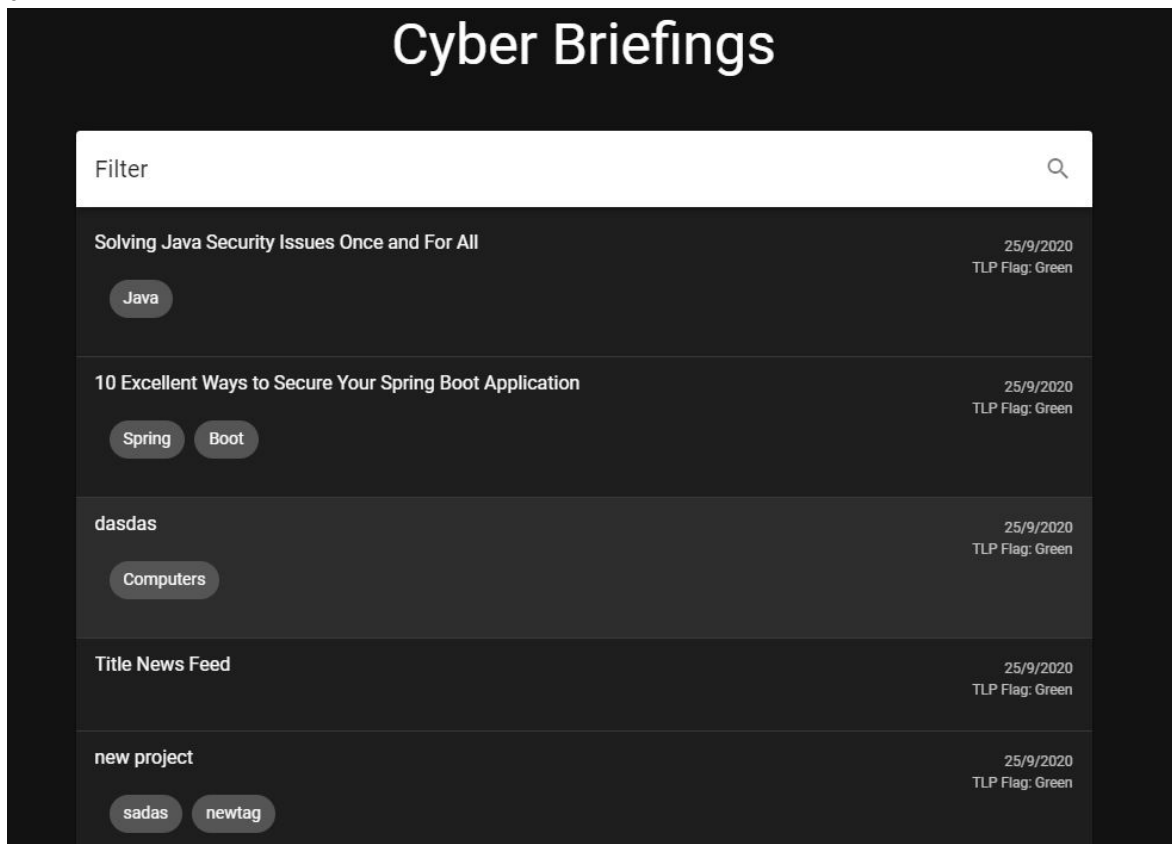 Cyber Briefings
Filter
Solving Java Security Issues Once and For All
25/9/2020
TLP Flag: Green
Java
10 Excellent Ways to Secure Your Spring Boot Application
25/9/2020
TLP Flag: Green
Spring Boot
dasdas
25/9/2020
TLP Flag: Green
Computers
Title News Feed
25/9/2020
TLP Flag: Green
new project
25/9/2020
TLP Flag: Green
sadas newtag